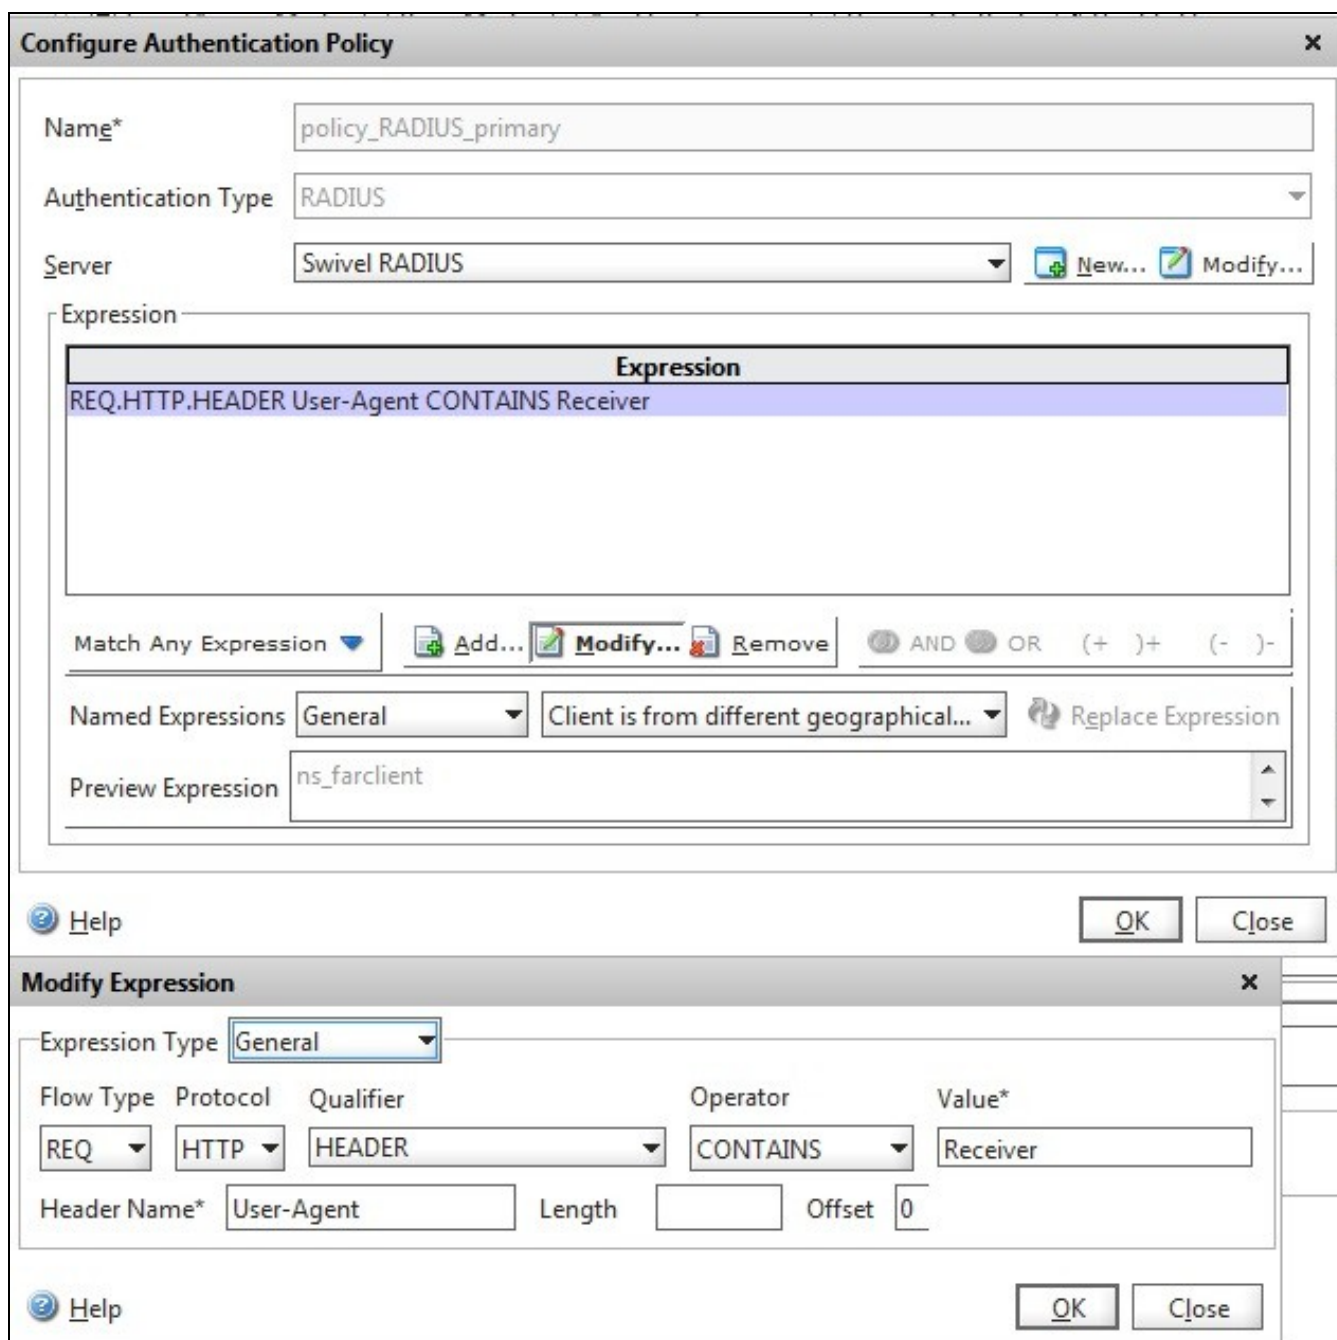 Configure Authentication Policy
Name* policy_RADIUS_primary
Authentication Type RADIUS
Server Swivel RADIUS New... Modify...
Expression
Expression
REQ.HTTP.HEADER User-Agent CONTAINS Receiver
Match Any Expression Add... Modify... Remove AND OR (+ )+ (- )-
Named Expressions General Client is from different geographical... Replace Expression
Preview Expression ns_farclient
Help OK Close
Modify Expression
Expression Type General
Flow Type Protocol Qualifier Operator Value*
REQ HTTP HEADER CONTAINS Receiver
Header Name* User-Agent Length Offset 0
Help OK Close